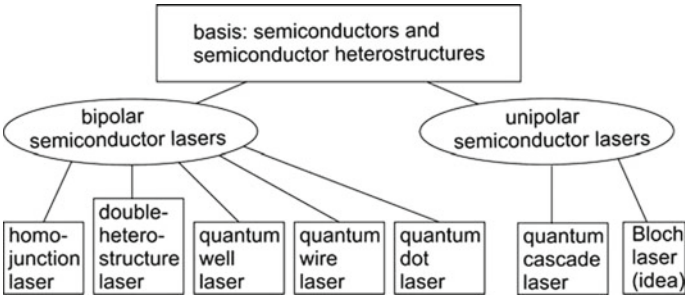 basis: semiconductors and
semiconductor heterostructures
bipolar
semiconductor lasers
unipolar
semiconductor lasers
homo-
junction
laser
double-
hetero-
structure
laser
quantum
well
laser
quantum
wire
laser
quantum
dot
laser
quantum
cascade
laser
Bloch
laser
(idea)